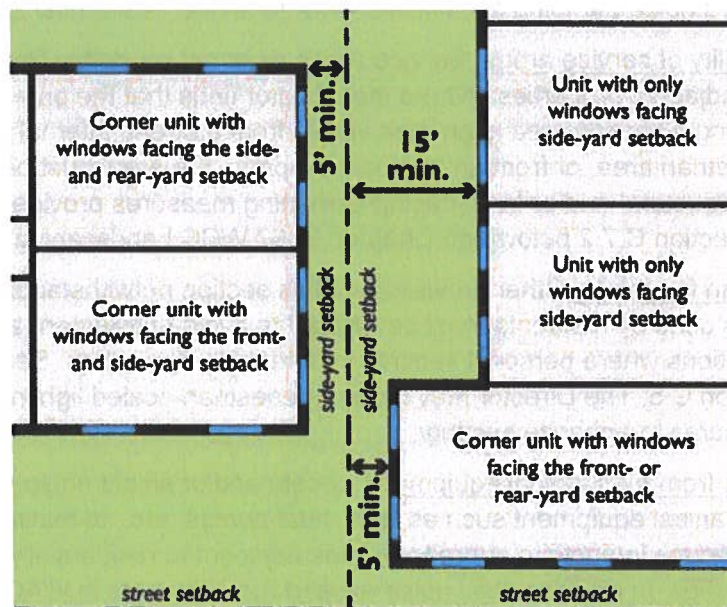 Corner unit with
windows facing the side-
and rear-yard setback
Corner unit with
windows facing the front-
and side-yard setback
5' min.
15'
min.
side-yard setback
side-yard setback
5' min.
Unit with only
windows facing
side-yard setback
Unit with only
windows facing
side-yard setback
Corner unit with windows
facing the front- or
rear-yard setback
street setback
street setback